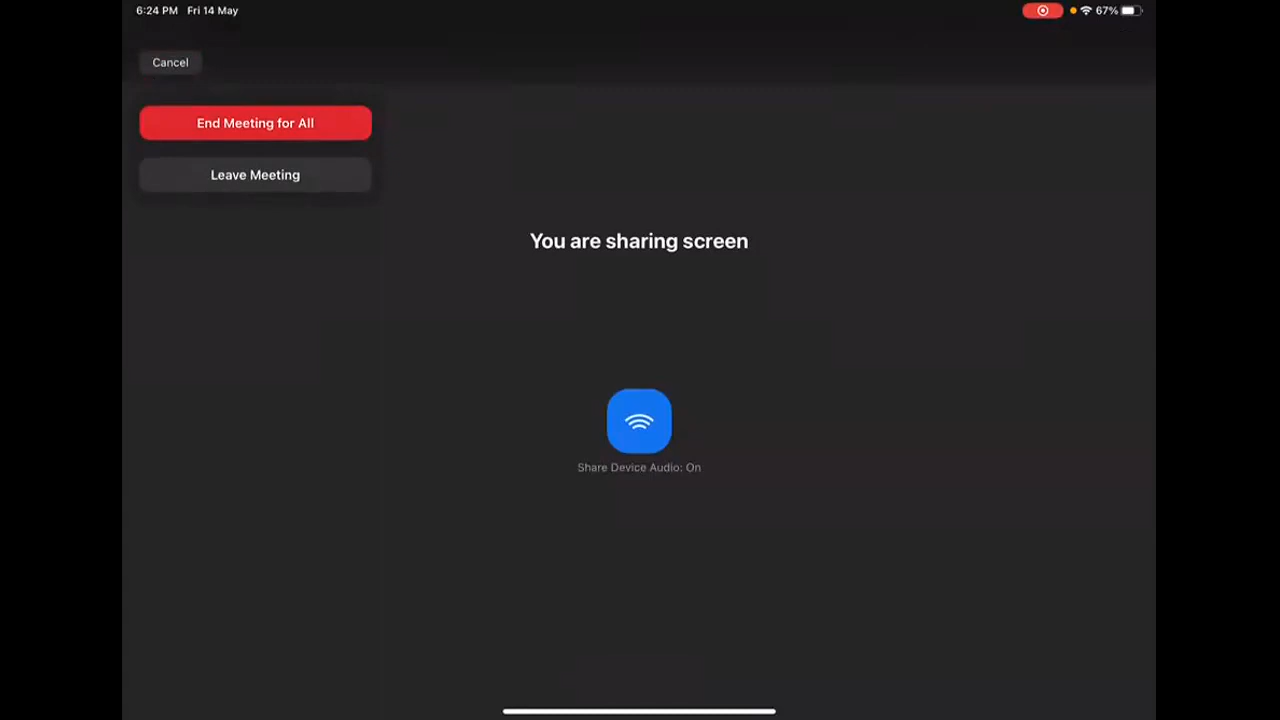 6:24 PM Fri 14 May
67%
Cancel
End Meeting for All
Leave Meeting
You are sharing screen
Share Device Audio: On